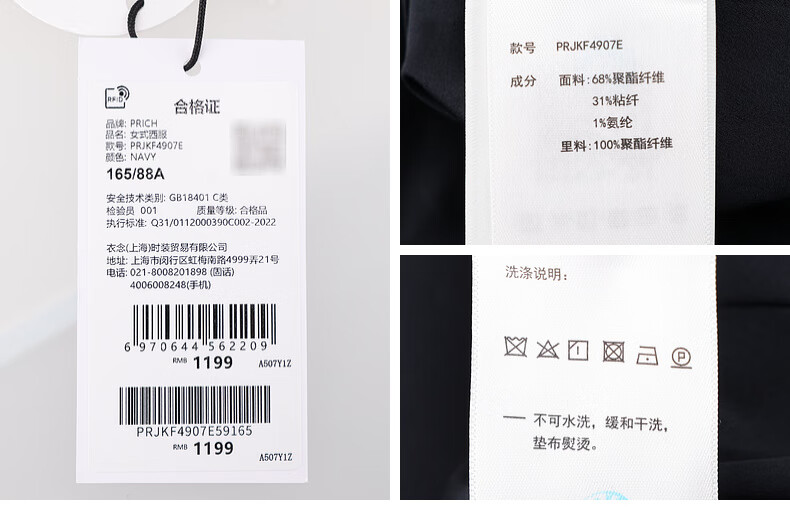 RFID
合格证
品牌: PRICH
品名: 女式西服
款号: PRJKF4907E
颜色: NAVY
165/88A
安全技术类别: GB18401 C类
检验员 001 质量等级: 合格品
执行标准: Q31/0112000390C002-2022
衣念(上海)时装贸易有限公司
地址: 上海市闵行区虹梅南路4999弄21号
电话: 021-8008201898 (固话)
4006008248(手机)
6 970644 562209
RMB 1199 A507Y1Z
PRJKF4907E59165
RMB 1199 A507Y1Z
款号 PRJKF4907E
成分 面料:68%聚酯纤维
31%粘纤
1%氨纶
里料:100%聚酯纤维
洗涤说明:
P
一 不可水洗，缓和干洗，
垫布熨烫。